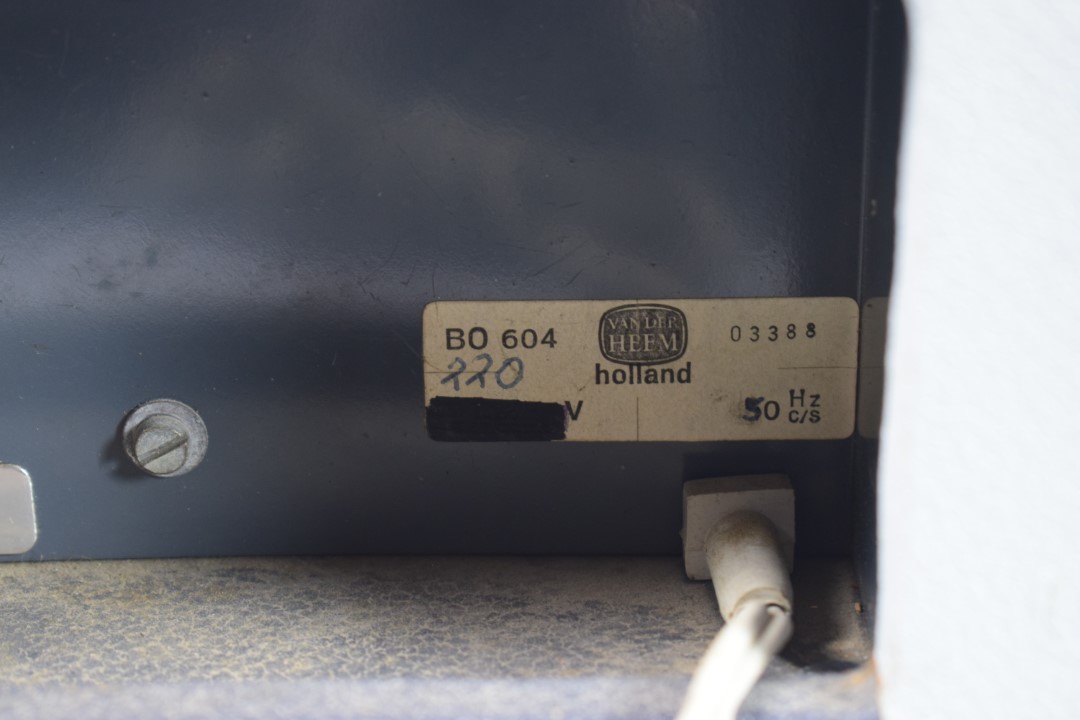 BO 604
VAN DER
HEEM
holland
03388
220
V
50 Hz
C/S